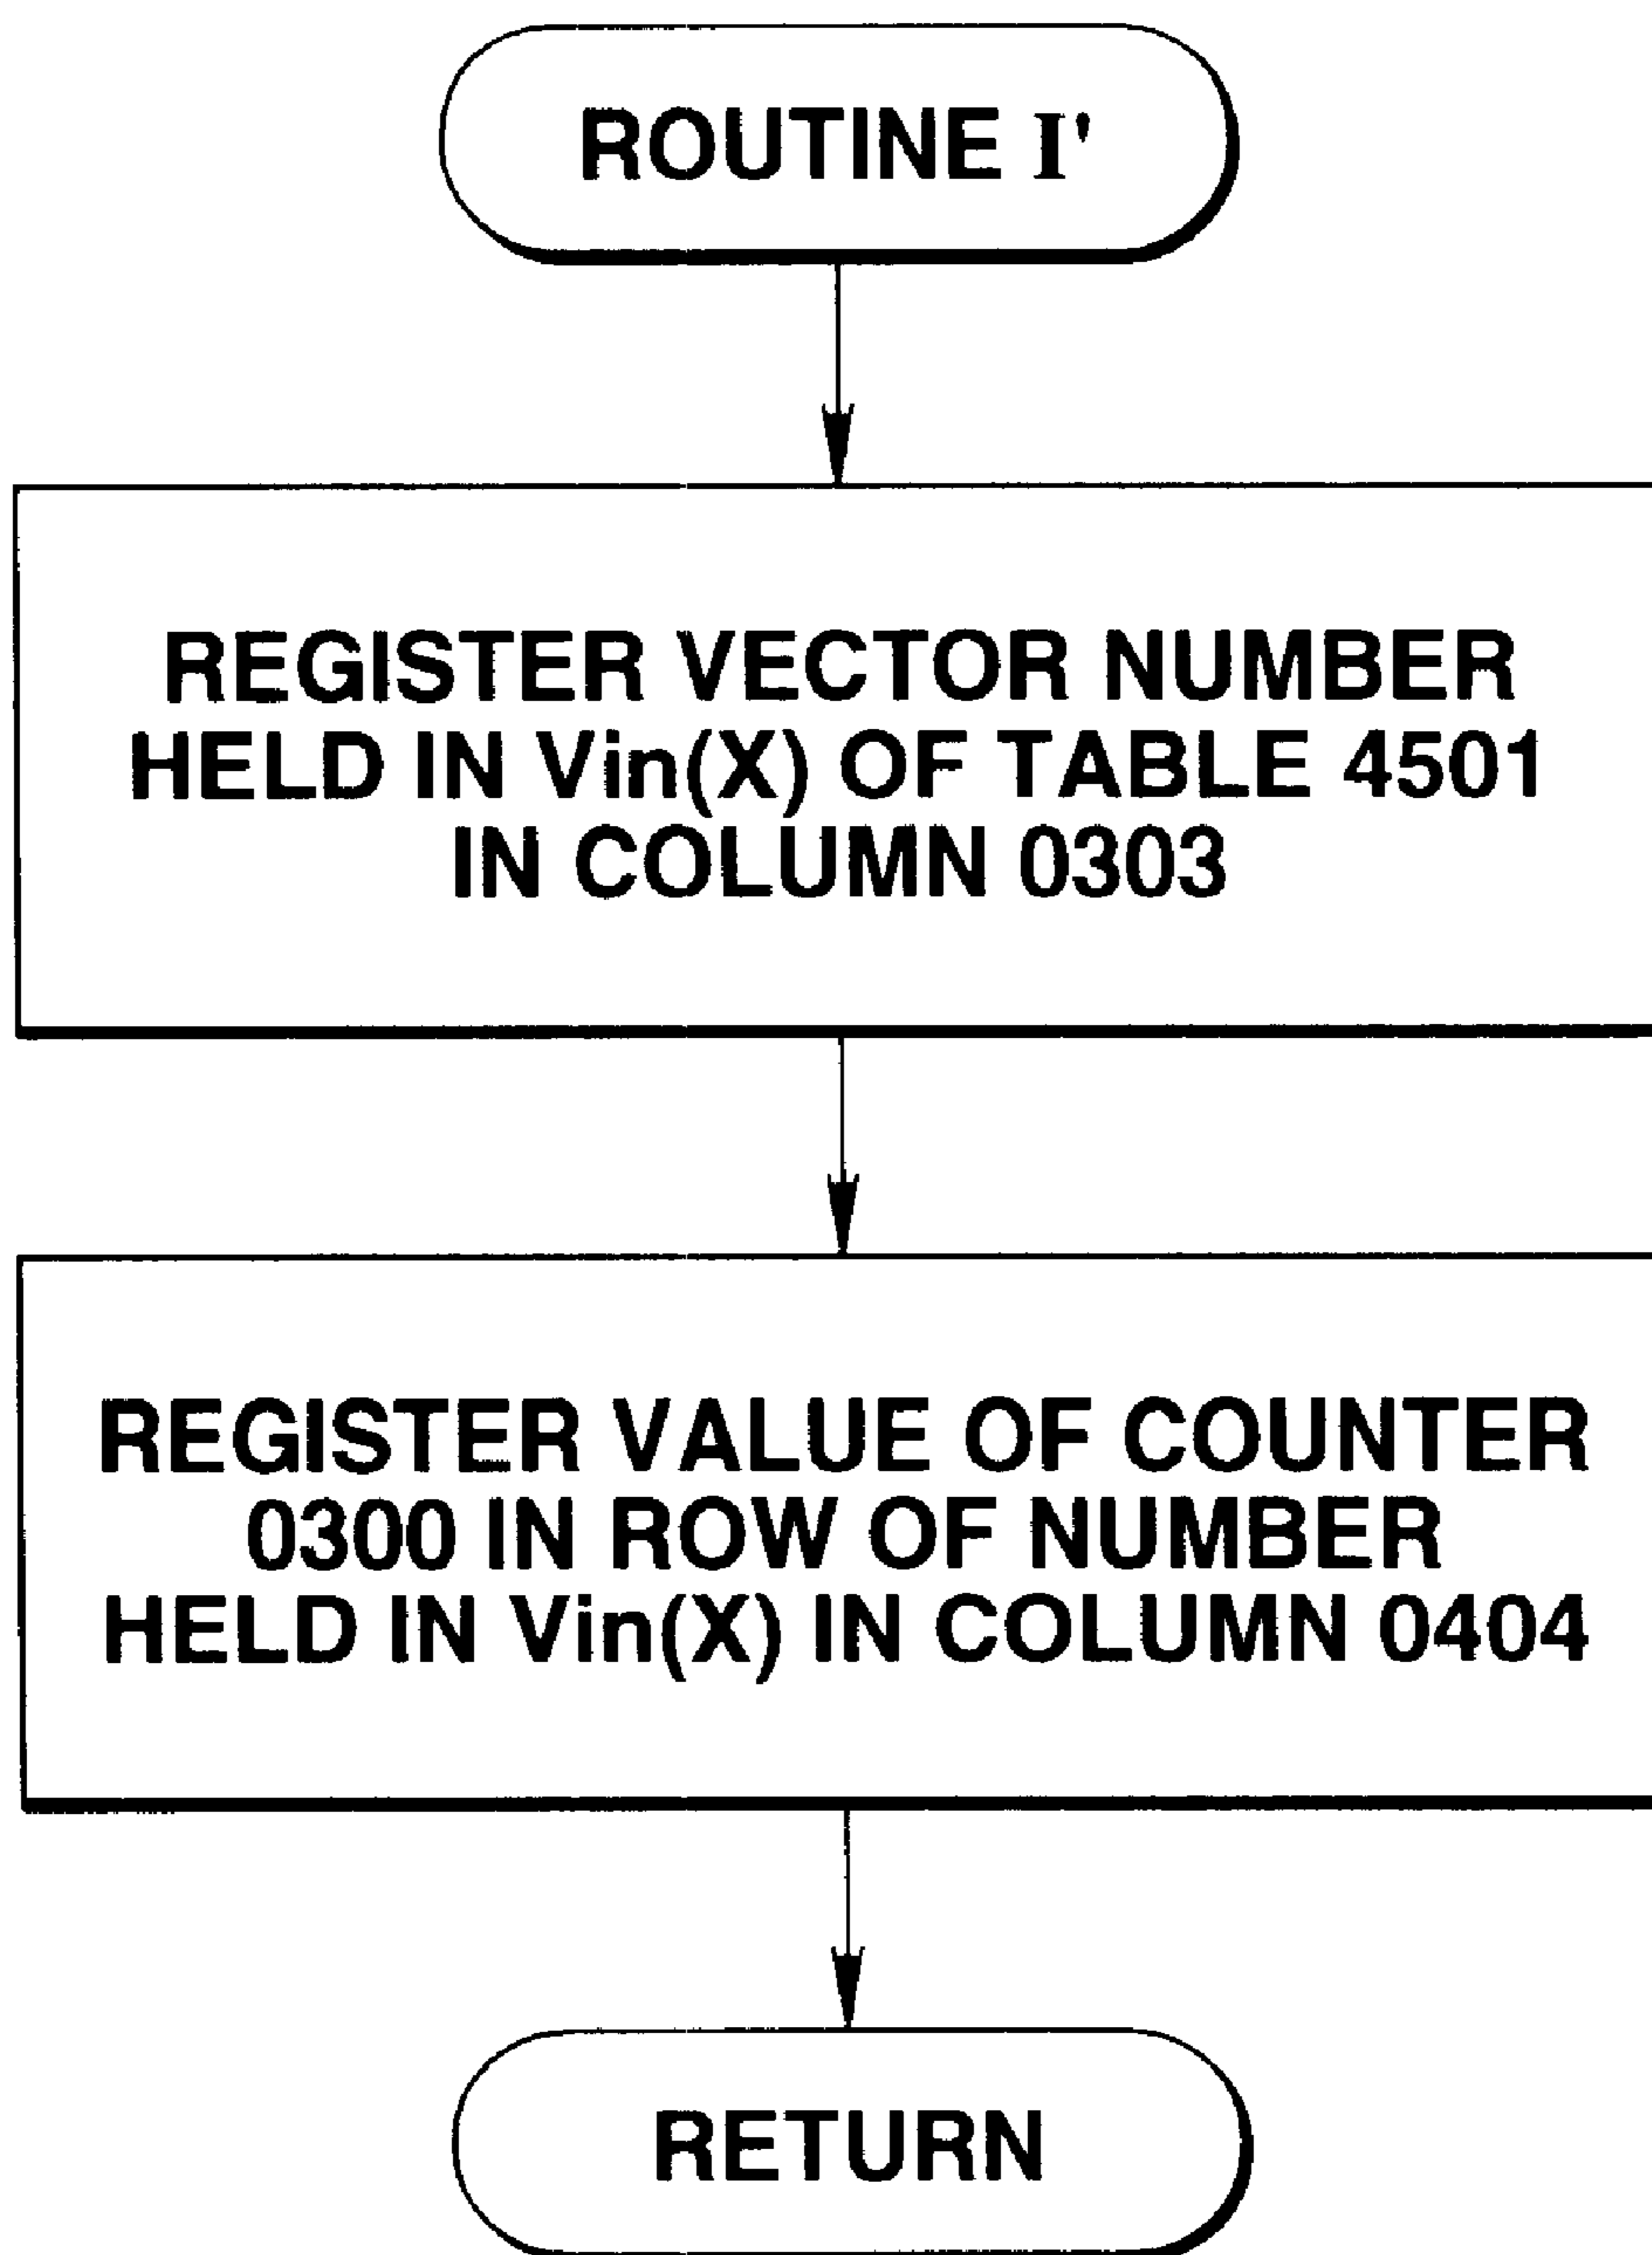 ROUTINE I'
REGISTER VECTOR NUMBER
HELD IN Vin(X) OF TABLE 4501
IN COLUMN 0303
REGISTER VALUE OF COUNTER
0300 IN ROW OF NUMBER
HELD IN Vin(X) IN COLUMN 0404
RETURN